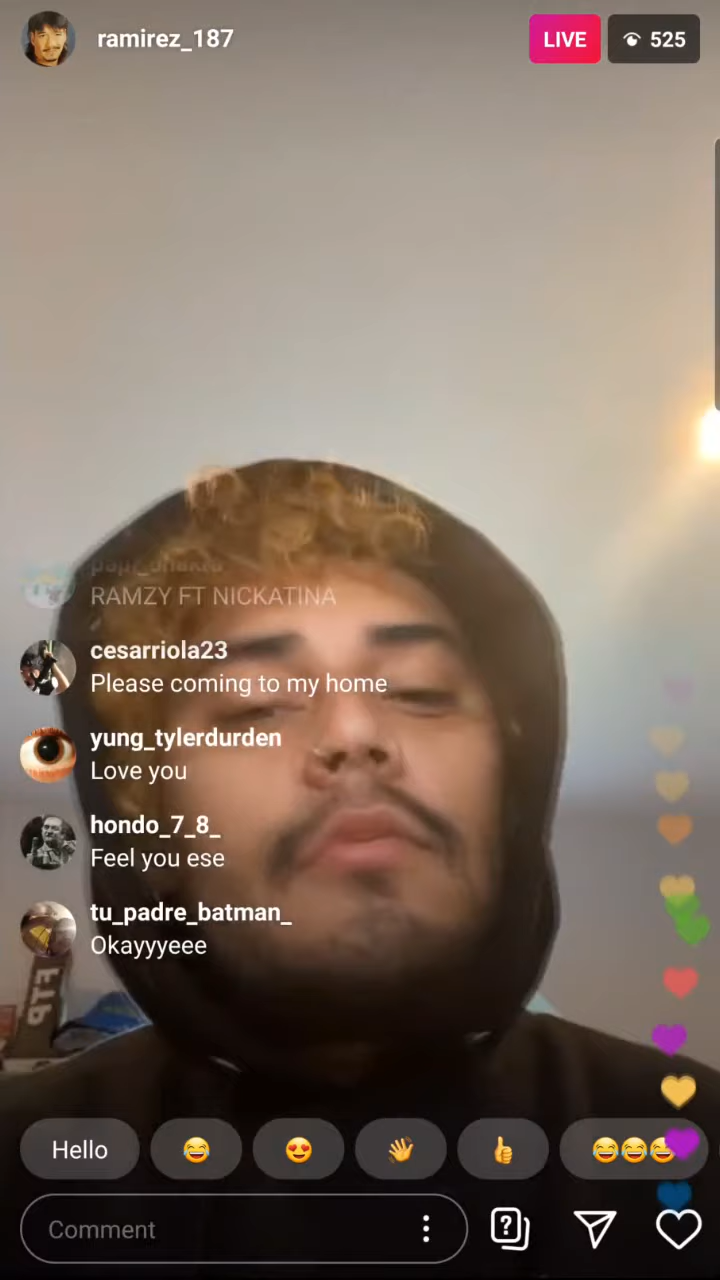 ramirez_187
LIVE
525
RAMZY FT NICKATINA
cesarriola23
Please coming to my home
yung_tylerdurden
Love you
hondo_7_8_
Feel you ese
tu_padre_batman_
Okayyyeee
FTP
Hello
Comment